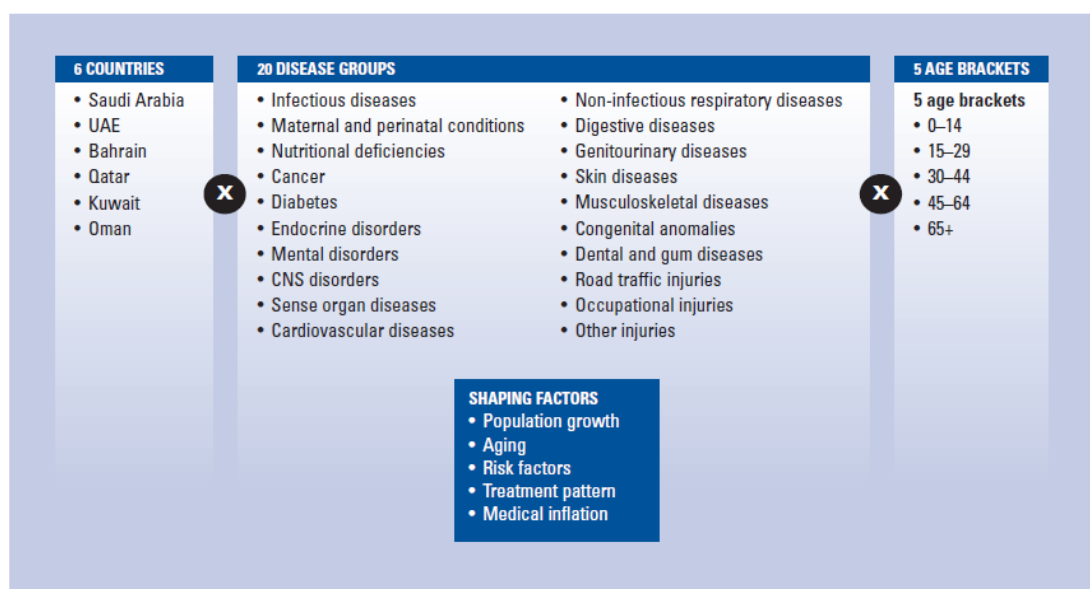 6 COUNTRIES
• Saudi Arabia
• UAE
• Bahrain
• Qatar
• Kuwait
• Oman
X
20 DISEASE GROUPS
• Infectious diseases
• Maternal and perinatal conditions
• Nutritional deficiencies
• Cancer
• Diabetes
• Endocrine disorders
• Mental disorders
• CNS disorders
• Sense organ diseases
• Cardiovascular diseases
• Non-infectious respiratory diseases
• Digestive diseases
• Genitourinary diseases
• Skin diseases
• Musculoskeletal diseases
• Congenital anomalies
• Dental and gum diseases
• Road traffic injuries
• Occupational injuries
• Other injuries
X
5 AGE BRACKETS
5 age brackets
• 0–14
• 15–29
• 30–44
• 45–64
• 65+
SHAPING FACTORS
• Population growth
• Aging
• Risk factors
• Treatment pattern
• Medical inflation